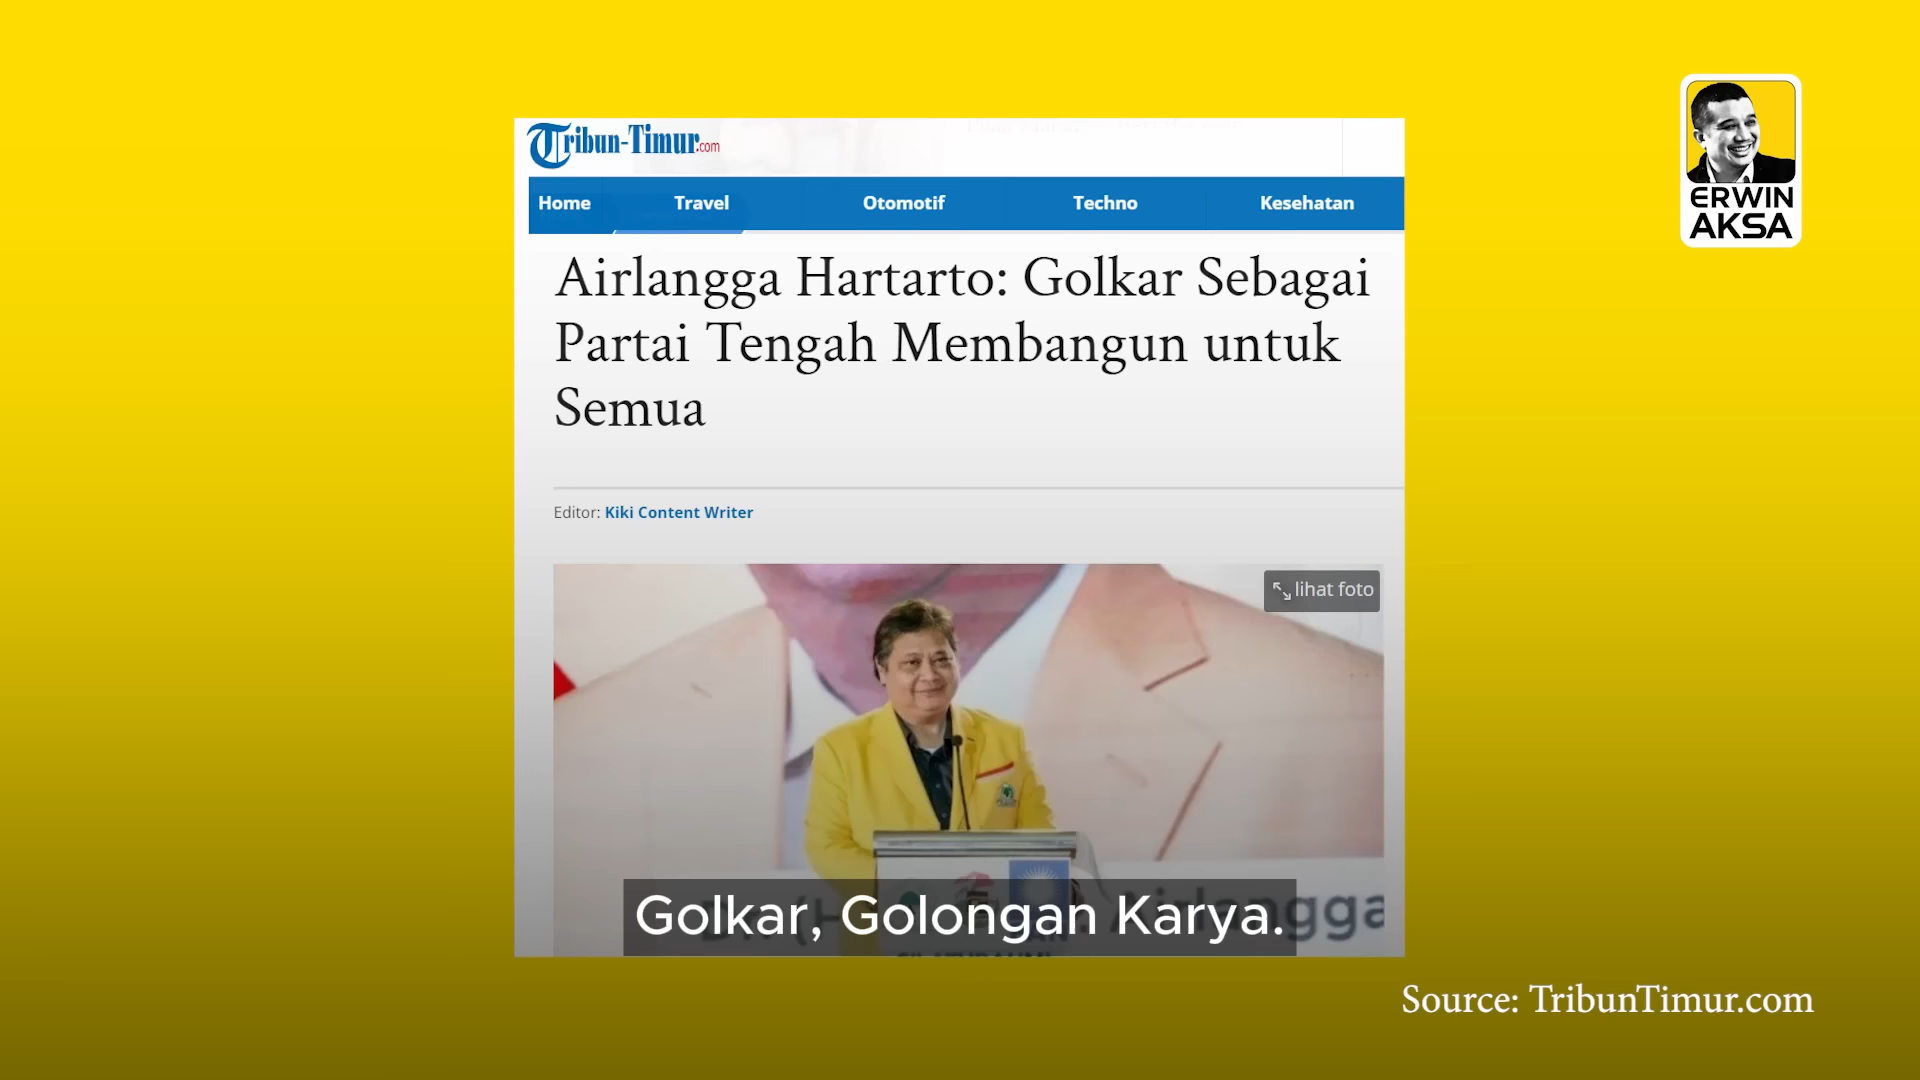 Tribun-Timur.com
Home Travel Otomotif Techno Kesehatan
Airlangga Hartarto: Golkar Sebagai
Partai Tengah Membangun untuk
Semua
Editor: Kiki Content Writer
lihat foto
Golkar, Golongan Karya.
ERWIN
AKSA
Source: TribunTimur.com